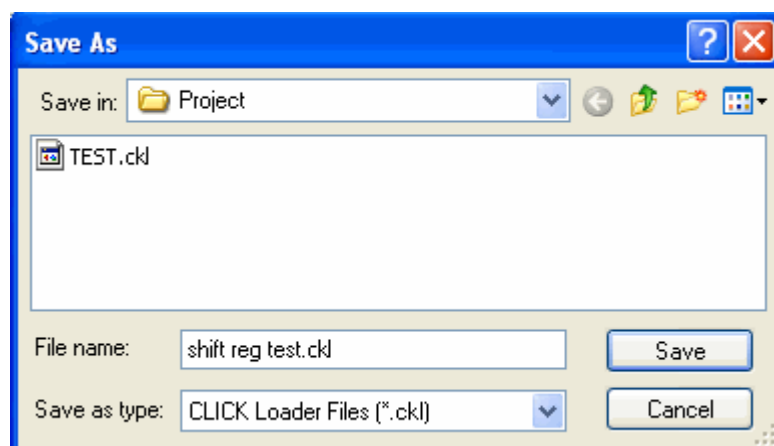 Save As
Save in: Project
TEST.ckl
File name: shift reg test.ckl Save
Save as type: CLICK Loader Files (*.ckl) Cancel